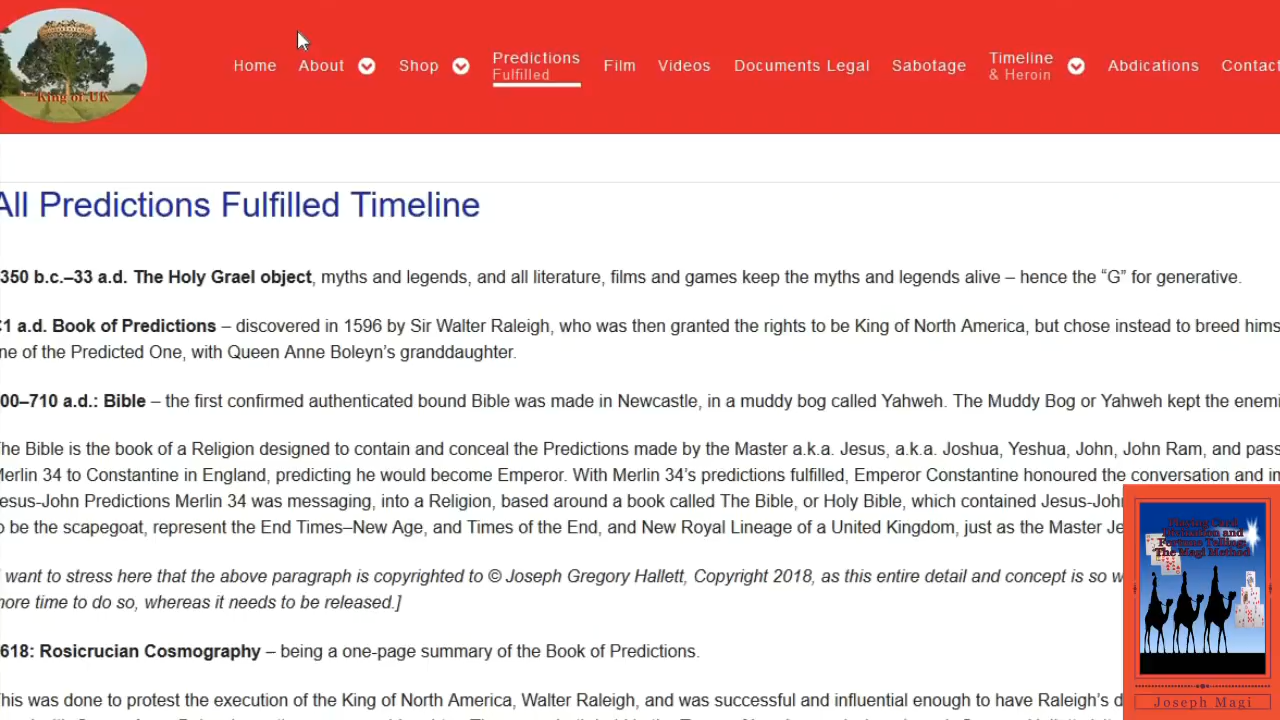 King of.UK
Home About Shop Predictions Fulfilled Film Videos Documents Legal Sabotage Timeline & Heroin Abdications Contact
All Predictions Fulfilled Timeline
350 b.c.–33 a.d. The Holy Grael object, myths and legends, and all literature, films and games keep the myths and legends alive – hence the “G” for generative.
1 a.d. Book of Predictions – discovered in 1596 by Sir Walter Raleigh, who was then granted the rights to be King of North America, but chose instead to breed hims
ne of the Predicted One, with Queen Anne Boleyn’s granddaughter.
00–710 a.d.: Bible – the first confirmed authenticated bound Bible was made in Newcastle, in a muddy bog called Yahweh. The Muddy Bog or Yahweh kept the enemi
The Bible is the book of a Religion designed to contain and conceal the Predictions made by the Master a.k.a. Jesus, a.k.a. Joshua, Yeshua, John, John Ram, and pass
Merlin 34 to Constantine in England, predicting he would become Emperor. With Merlin 34’s predictions fulfilled, Emperor Constantine honoured the conversation and in
Jesus-John Predictions Merlin 34 was messaging, into a Religion, based around a book called The Bible, or Holy Bible, which contained Jesus-John
o be the scapegoat, represent the End Times–New Age, and Times of the End, and New Royal Lineage of a United Kingdom, just as the Master Je
I want to stress here that the above paragraph is copyrighted to © Joseph Gregory Hallett, Copyright 2018, as this entire detail and concept is so w
more time to do so, whereas it needs to be released.]
618: Rosicrucian Cosmography – being a one-page summary of the Book of Predictions.
This was done to protest the execution of the King of North America, Walter Raleigh, and was successful and influential enough to have Raleigh’s d
Playing Card
Divination and
Fortune Telling:
The Magi Method
Joseph Magi